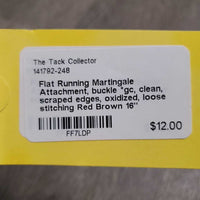 The Tack Collector
141792-248
Flat Running Martingale
Attachment, buckle *gc, clean,
scraped edges, oxidized, loose
stitching Red Brown 16"
FF7LDP
$12.00